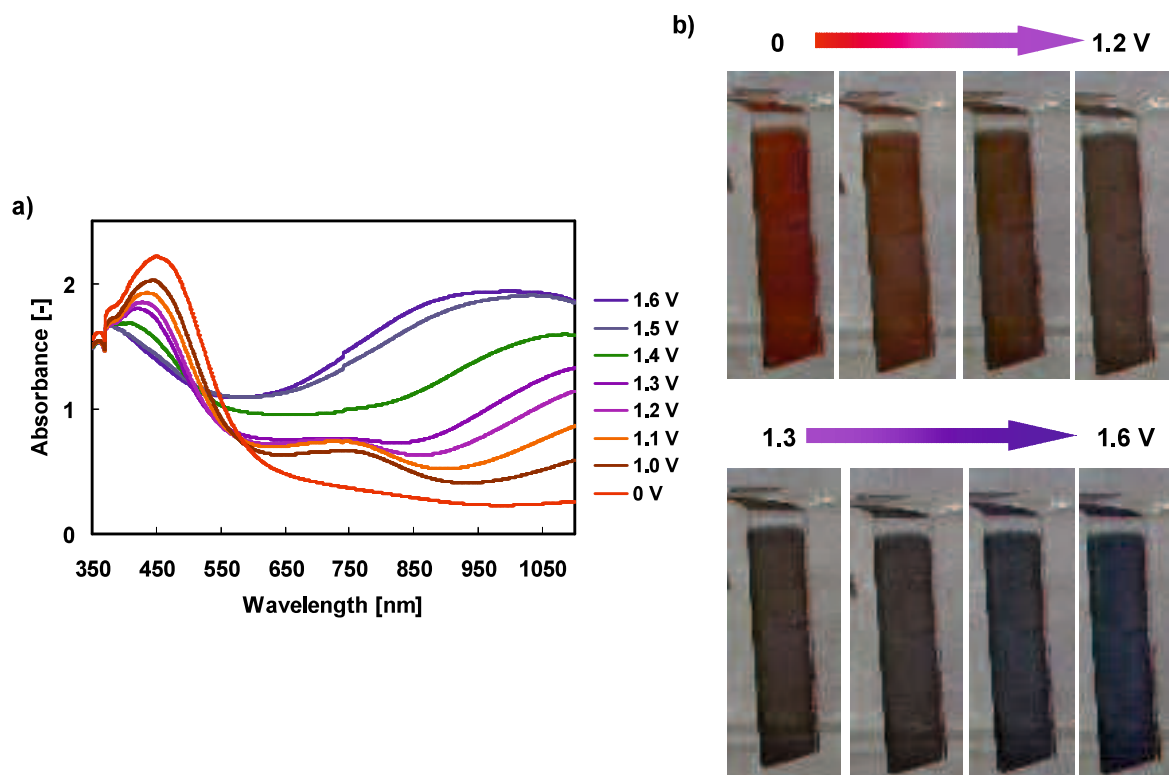 a)
Absorbance [-]
2
1
0
350 450 550 650 750 850 950 1050
Wavelength [nm]
1.6 V
1.5 V
1.4 V
1.3 V
1.2 V
1.1 V
1.0 V
0 V
b)
0 1.2 V
1.3 1.6 V